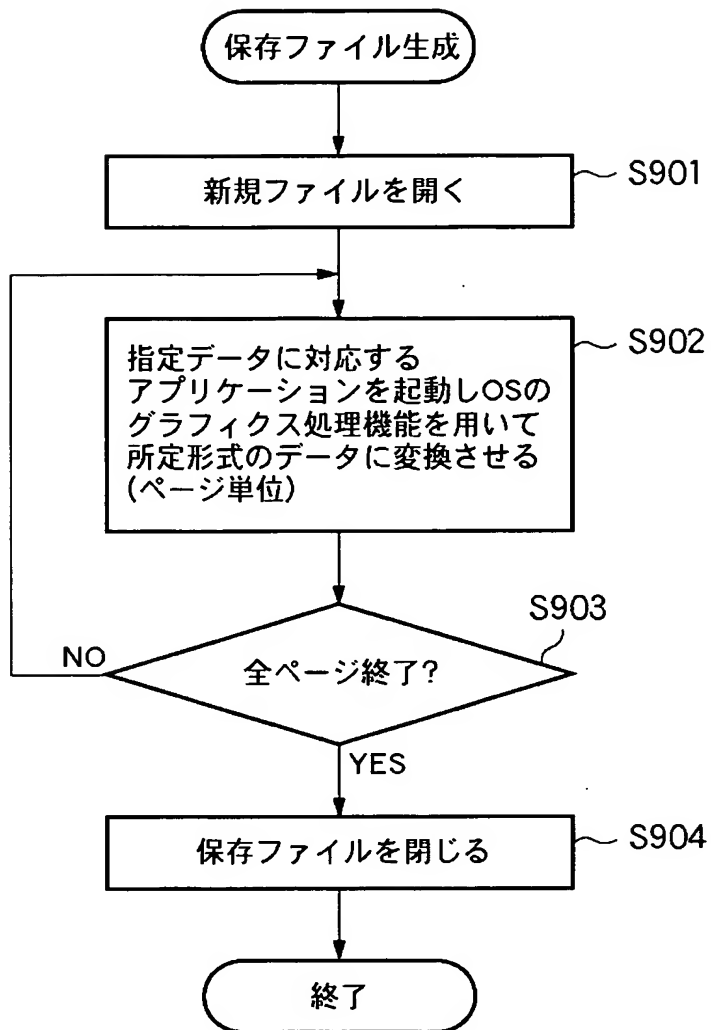 保存ファイル生成
新規ファイルを開く
S901
指定データに対応する
アプリケーションを起動しOSの
グラフィクス処理機能を用いて
所定形式のデータに変換させる
(ページ単位)
S902
全ページ終了?
S903
NO
YES
保存ファイルを閉じる
S904
終了